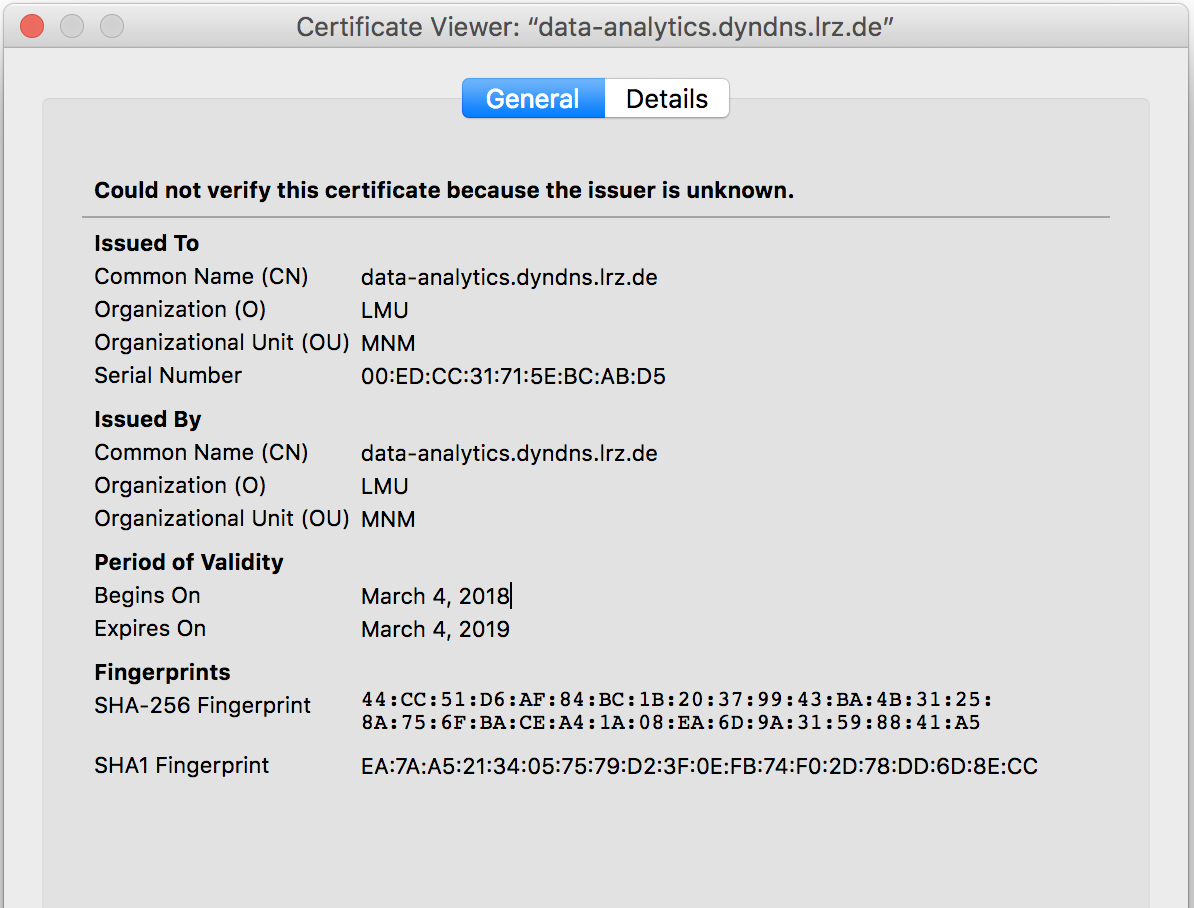 Certificate Viewer: “data-analytics.dyndns.lrz.de”
General Details
Could not verify this certificate because the issuer is unknown.
Issued To
Common Name (CN) data-analytics.dyndns.lrz.de
Organization (O) LMU
Organizational Unit (OU) MNM
Serial Number 00:ED:CC:31:71:5E:BC:AB:D5
Issued By
Common Name (CN) data-analytics.dyndns.lrz.de
Organization (O) LMU
Organizational Unit (OU) MNM
Period of Validity
Begins On March 4, 2018
Expires On March 4, 2019
Fingerprints
SHA-256 Fingerprint 44:CC:51:D6:AF:84:BC:1B:20:37:99:43:BA:4B:31:25:
8A:75:6F:BA:CE:A4:1A:08:EA:6D:9A:31:59:88:41:A5
SHA1 Fingerprint EA:7A:A5:21:34:05:75:79:D2:3F:0E:FB:74:F0:2D:78:DD:6D:8E:CC